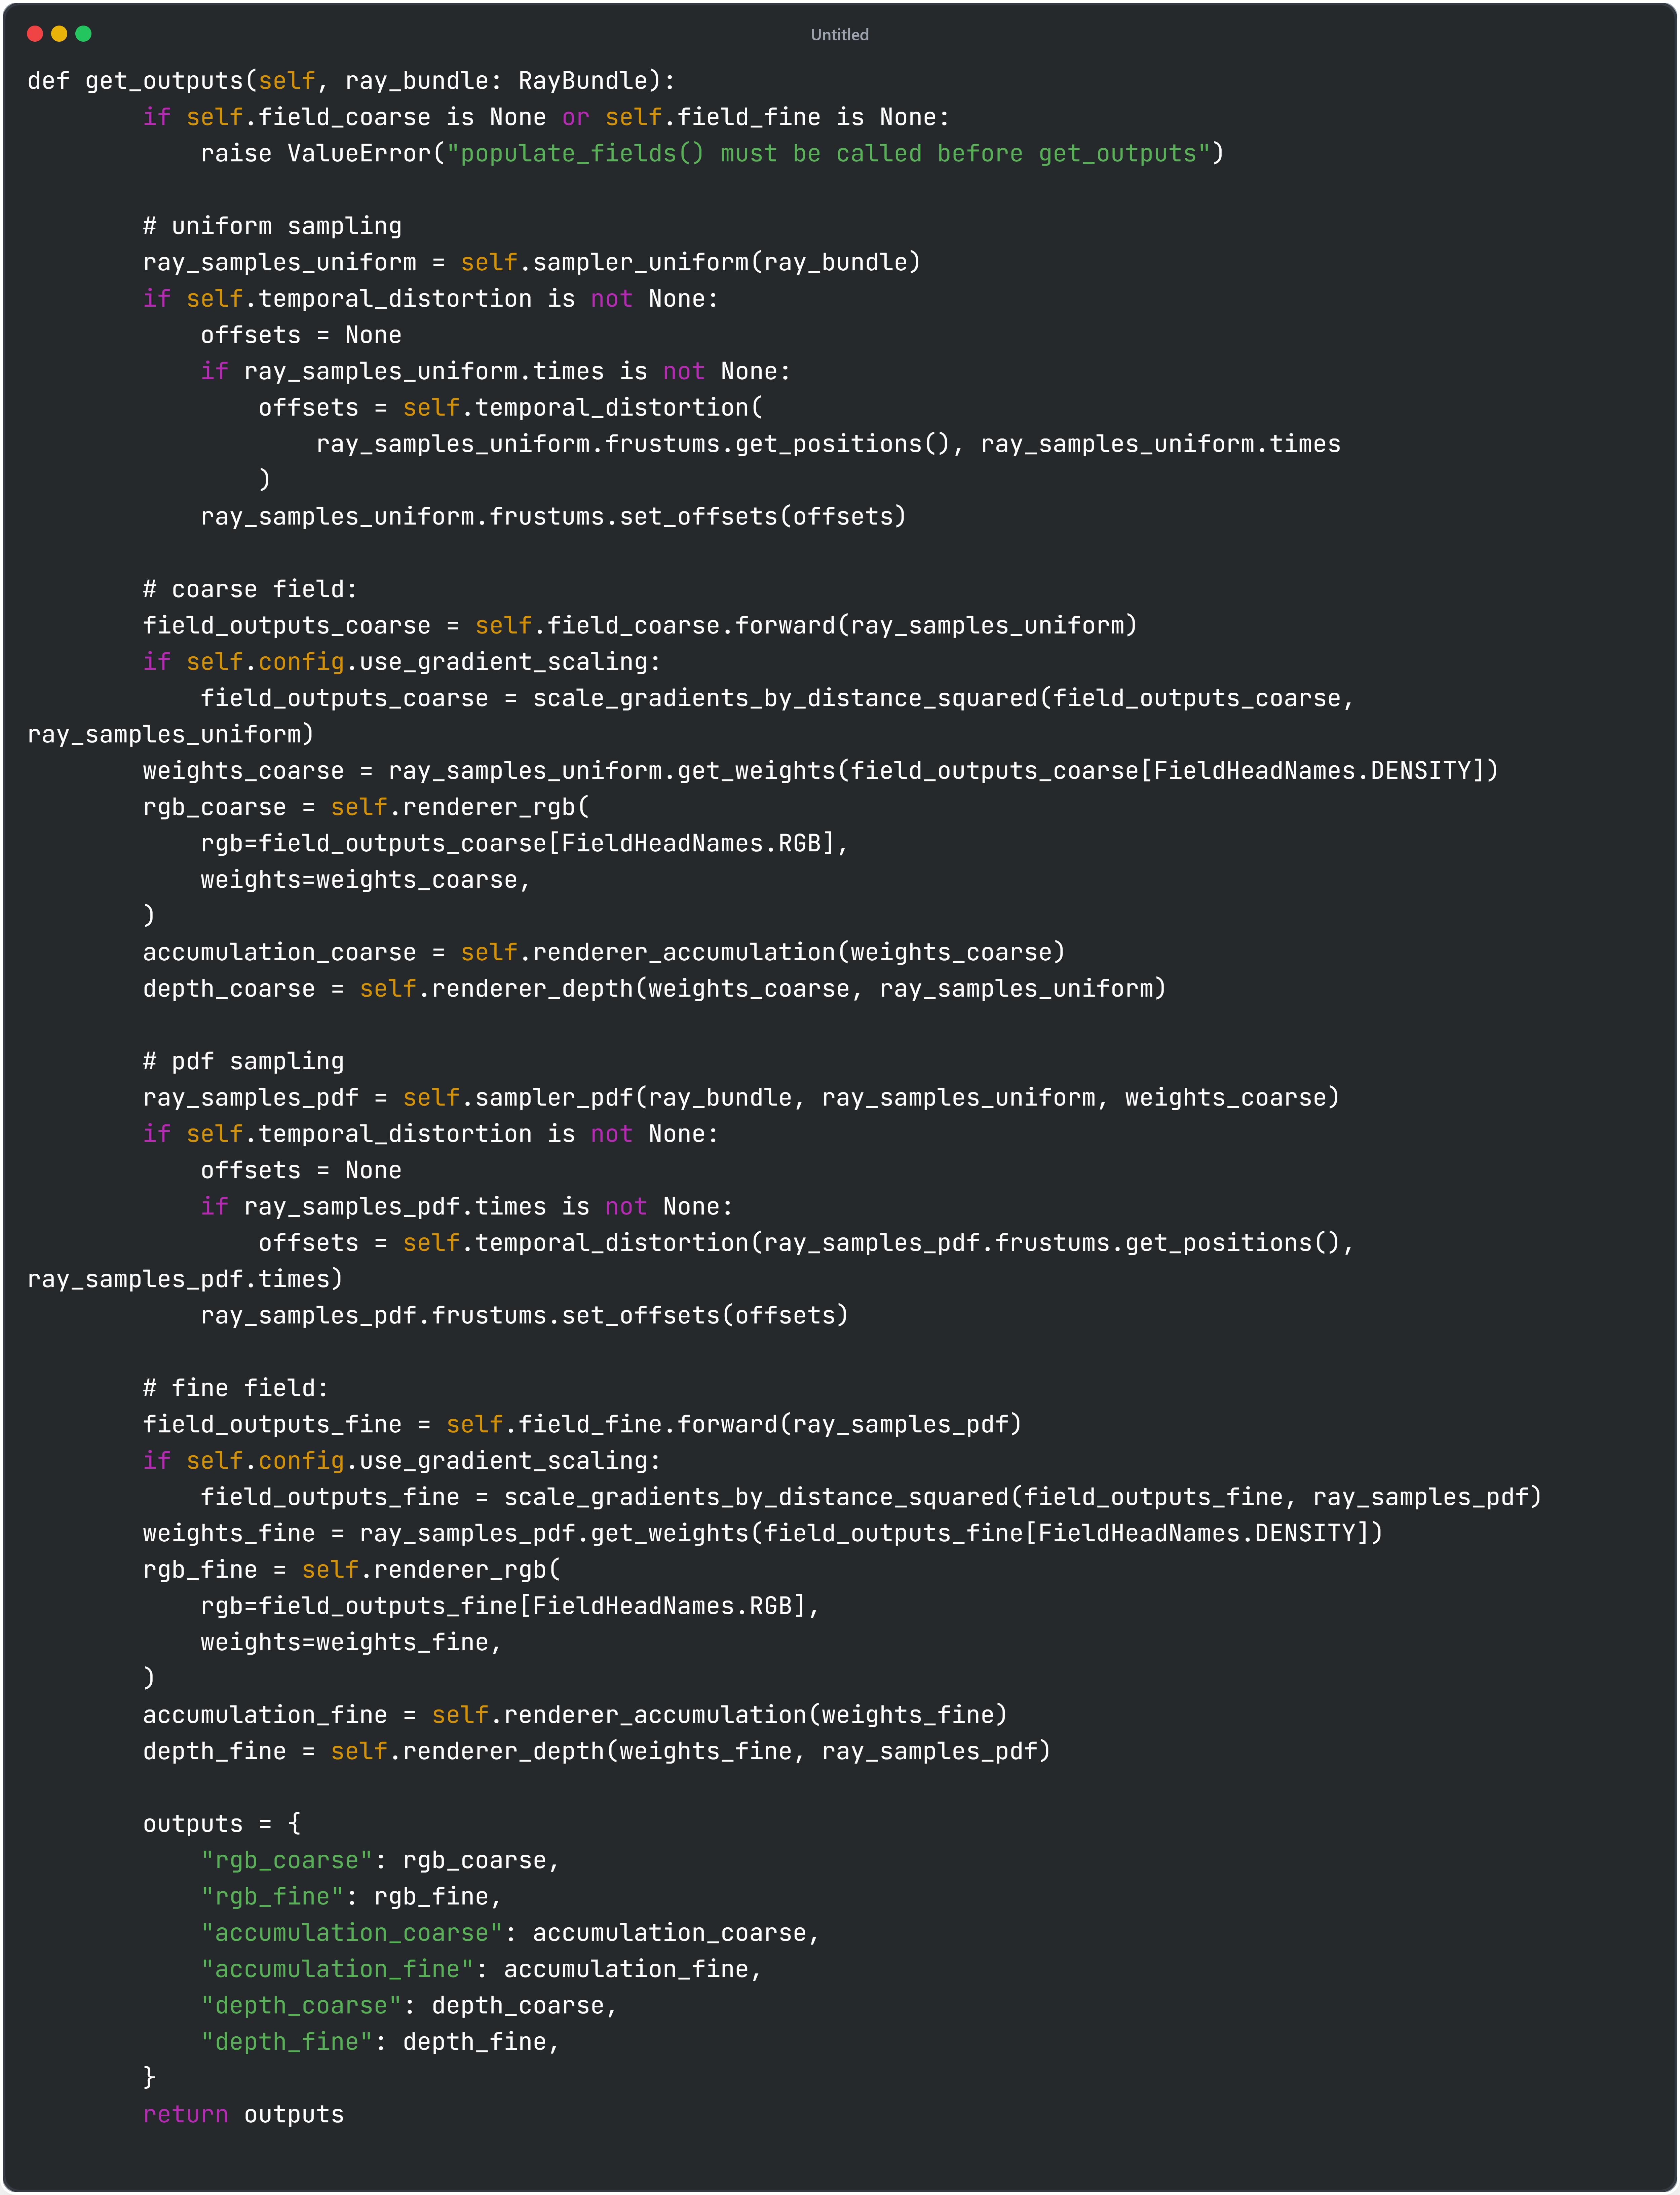 Untitled
def get_outputs(self, ray_bundle: RayBundle):
        if self.field_coarse is None or self.field_fine is None:
            raise ValueError("populate_fields() must be called before get_outputs")

        # uniform sampling
        ray_samples_uniform = self.sampler_uniform(ray_bundle)
        if self.temporal_distortion is not None:
            offsets = None
            if ray_samples_uniform.times is not None:
                offsets = self.temporal_distortion(
                    ray_samples_uniform.frustums.get_positions(), ray_samples_uniform.times
                )
            ray_samples_uniform.frustums.set_offsets(offsets)

        # coarse field:
        field_outputs_coarse = self.field_coarse.forward(ray_samples_uniform)
        if self.config.use_gradient_scaling:
            field_outputs_coarse = scale_gradients_by_distance_squared(field_outputs_coarse,
ray_samples_uniform)
        weights_coarse = ray_samples_uniform.get_weights(field_outputs_coarse[FieldHeadNames.DENSITY])
        rgb_coarse = self.renderer_rgb(
            rgb=field_outputs_coarse[FieldHeadNames.RGB],
            weights=weights_coarse,
        )
        accumulation_coarse = self.renderer_accumulation(weights_coarse)
        depth_coarse = self.renderer_depth(weights_coarse, ray_samples_uniform)

        # pdf sampling
        ray_samples_pdf = self.sampler_pdf(ray_bundle, ray_samples_uniform, weights_coarse)
        if self.temporal_distortion is not None:
            offsets = None
            if ray_samples_pdf.times is not None:
                offsets = self.temporal_distortion(ray_samples_pdf.frustums.get_positions(),
ray_samples_pdf.times)
            ray_samples_pdf.frustums.set_offsets(offsets)

        # fine field:
        field_outputs_fine = self.field_fine.forward(ray_samples_pdf)
        if self.config.use_gradient_scaling:
            field_outputs_fine = scale_gradients_by_distance_squared(field_outputs_fine, ray_samples_pdf)
        weights_fine = ray_samples_pdf.get_weights(field_outputs_fine[FieldHeadNames.DENSITY])
        rgb_fine = self.renderer_rgb(
            rgb=field_outputs_fine[FieldHeadNames.RGB],
            weights=weights_fine,
        )
        accumulation_fine = self.renderer_accumulation(weights_fine)
        depth_fine = self.renderer_depth(weights_fine, ray_samples_pdf)

        outputs = {
            "rgb_coarse": rgb_coarse,
            "rgb_fine": rgb_fine,
            "accumulation_coarse": accumulation_coarse,
            "accumulation_fine": accumulation_fine,
            "depth_coarse": depth_coarse,
            "depth_fine": depth_fine,
        }
        return outputs